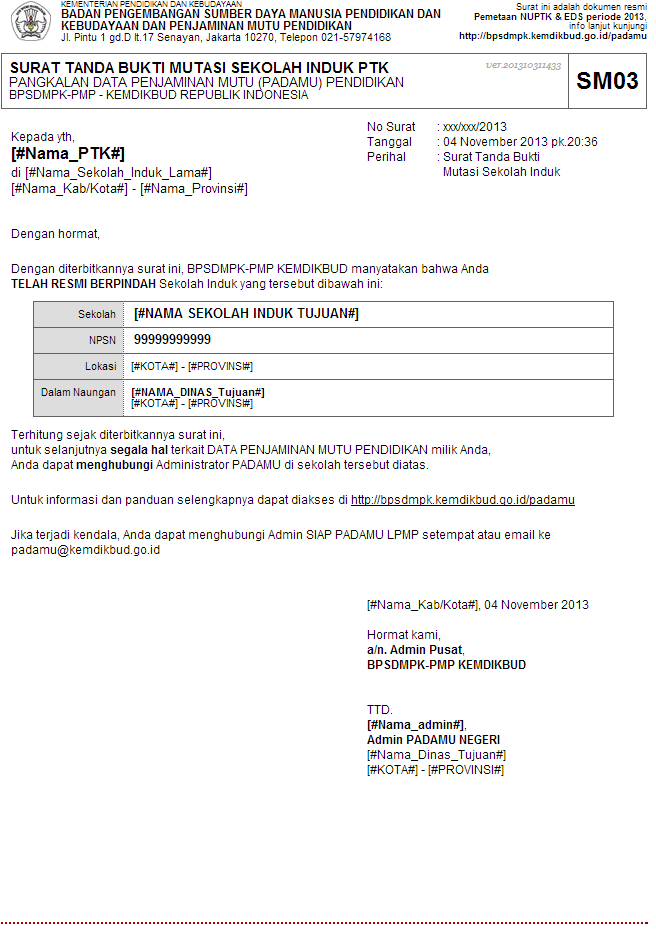 KEMENTERIAN PENDIDIKAN DAN KEBUDAYAAN
BADAN PENGEMBANGAN SUMBER DAYA MANUSIA PENDIDIKAN DAN
KEBUDAYAAN DAN PENJAMINAN MUTU PENDIDIKAN
Jl. Pintu 1 gd.D lt.17 Senayan, Jakarta 10270, Telepon 021-57974168
Surat ini adalah dokumen resmi
Pemetaan NUPTK & EDS periode 2013,
info lanjut kunjungi
http://bpsdmpk.kemdikbud.go.id/padamu
SURAT TANDA BUKTI MUTASI SEKOLAH INDUK PTK
PANGKALAN DATA PENJAMINAN MUTU (PADAMU) PENDIDIKAN
BPSDMPK-PMP - KEMDIKBUD REPUBLIK INDONESIA
ver.201310311433
SM03
No Surat : xxx/xxx/2013
Tanggal : 04 November 2013 pk.20:36
Perihal : Surat Tanda Bukti
Mutasi Sekolah Induk
Kepada yth,
[#Nama_PTK#]
di [#Nama_Sekolah_Induk_Lama#]
[#Nama_Kab/Kota#] - [#Nama_Provinsi#]
Dengan hormat,
Dengan diterbitkannya surat ini, BPSDMPK-PMP KEMDIKBUD manyatakan bahwa Anda
TELAH RESMI BERPINDAH Sekolah Induk yang tersebut dibawah ini:
Sekolah [#NAMA SEKOLAH INDUK TUJUAN#]
NPSN 99999999999
Lokasi [#KOTA#] - [#PROVINSI#]
Dalam Naungan [#NAMA_DINAS_Tujuan#]
[#KOTA#] - [#PROVINSI#]
Terhitung sejak diterbitkannya surat ini,
untuk selanjutnya segala hal terkait DATA PENJAMINAN MUTU PENDIDIKAN milik Anda,
Anda dapat menghubungi Administrator PADAMU di sekolah tersebut diatas.
Untuk informasi dan panduan selengkapnya dapat diakses di http://bpsdmpk.kemdikbud.go.id/padamu
Jika terjadi kendala, Anda dapat menghubungi Admin SIAP PADAMU LPMP setempat atau email ke
padamu@kemdikbud.go.id
[#Nama_Kab/Kota#], 04 November 2013
Hormat kami,
a/n. Admin Pusat,
BPSDMPK-PMP KEMDIKBUD
TTD.
[#Nama_admin#],
Admin PADAMU NEGERI
[#Nama_Dinas_Tujuan#]
[#KOTA#] - [#PROVINSI#]